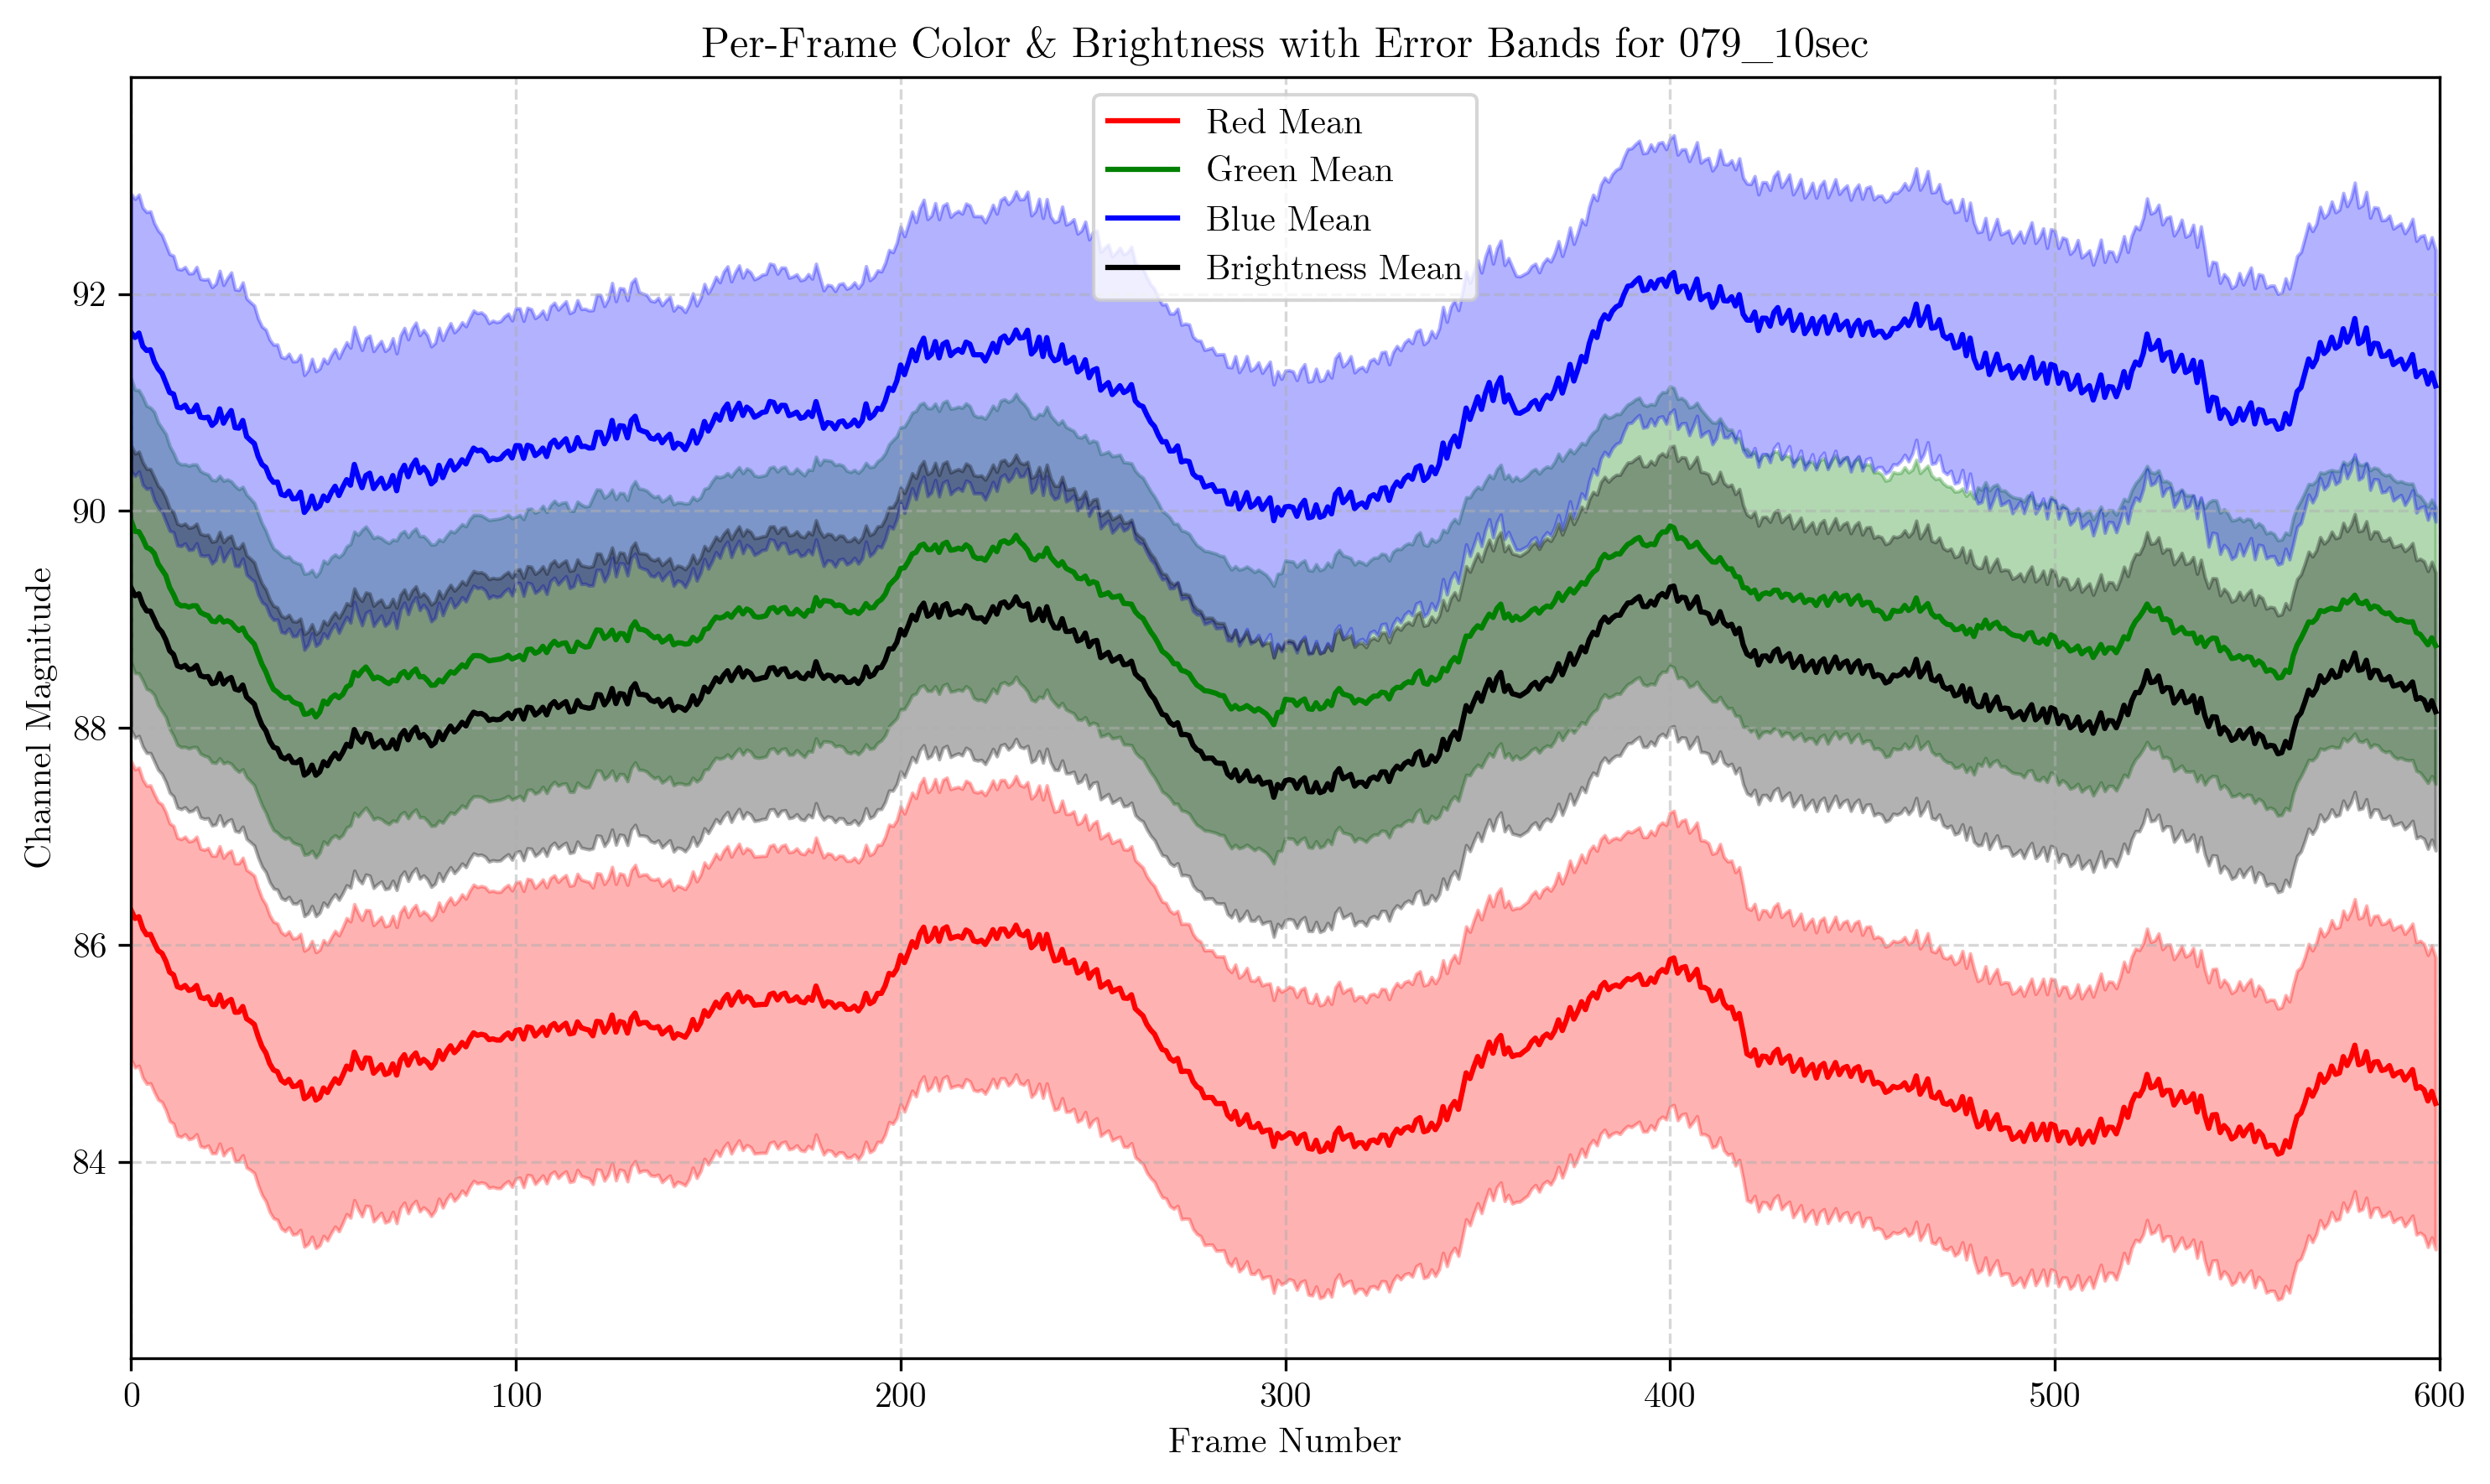 Per-Frame Color & Brightness with Error Bands for 079_10sec
Red Mean
Green Mean
Blue Mean
Brightness Mean
Channel Magnitude
92
90
88
86
84
0 100 200 300 400 500 600
Frame Number